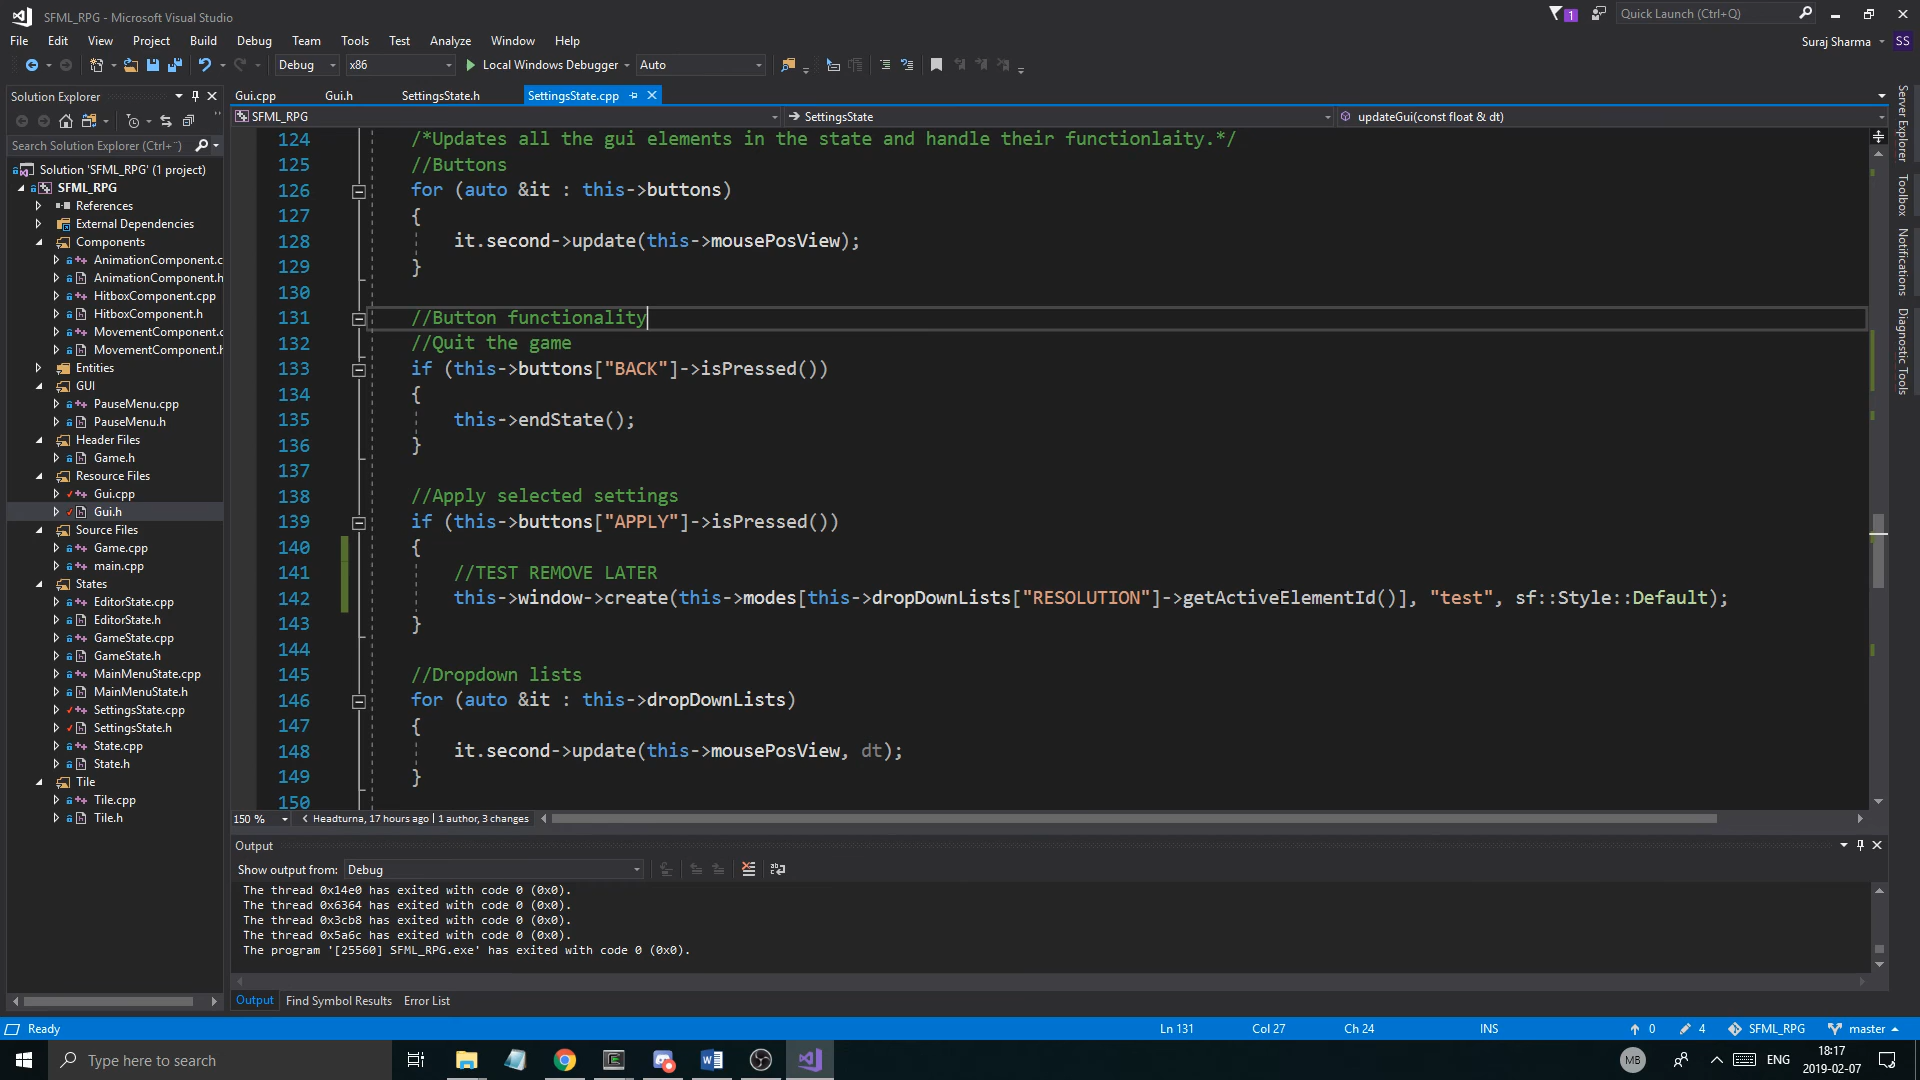 SFML_RPG - Microsoft Visual Studio
1
Quick Launch (Ctrl+Q)
File Edit View Project Build Debug Team Tools Test Analyze Window Help
Suraj Sharma SS
Debug x86 Local Windows Debugger Auto
Solution Explorer
Search Solution Explorer (Ctrl+¨)
Solution 'SFML_RPG' (1 project)
SFML_RPG
References
External Dependencies
Components
AnimationComponent.c
AnimationComponent.h
HitboxComponent.cpp
HitboxComponent.h
MovementComponent.c
MovementComponent.h
Entities
GUI
PauseMenu.cpp
PauseMenu.h
Header Files
Game.h
Resource Files
Gui.cpp
Gui.h
Source Files
Game.cpp
main.cpp
States
EditorState.cpp
EditorState.h
GameState.cpp
GameState.h
MainMenuState.cpp
MainMenuState.h
SettingsState.cpp
SettingsState.h
State.cpp
State.h
Tile
Tile.cpp
Tile.h
Gui.cpp Gui.h SettingsState.h SettingsState.cpp
SFML_RPG SettingsState updateGui(const float & dt)
124 /*Updates all the gui elements in the state and handle their functionlaity.*/
125 //Buttons
126 for (auto &it : this->buttons)
127 {
128 it.second->update(this->mousePosView);
129 }
130
131 //Button functionality
132 //Quit the game
133 if (this->buttons["BACK"]->isPressed())
134 {
135 this->endState();
136 }
137
138 //Apply selected settings
139 if (this->buttons["APPLY"]->isPressed())
140 {
141 //TEST REMOVE LATER
142 this->window->create(this->modes[this->dropDownLists["RESOLUTION"]->getActiveElementId()], "test", sf::Style::Default);
143 }
144
145 //Dropdown lists
146 for (auto &it : this->dropDownLists)
147 {
148 it.second->update(this->mousePosView, dt);
149 }
150
150 % Headturna, 17 hours ago | 1 author, 3 changes
Server Explorer
Toolbox
Notifications
Diagnostic Tools
Output
Show output from: Debug
The thread 0x14e0 has exited with code 0 (0x0).
The thread 0x6364 has exited with code 0 (0x0).
The thread 0x3cb8 has exited with code 0 (0x0).
The thread 0x5a6c has exited with code 0 (0x0).
The program '[25560] SFML_RPG.exe' has exited with code 0 (0x0).
Output Find Symbol Results Error List
Ready Ln 131 Col 27 Ch 24 INS 0 4 SFML_RPG master
Type here to search
MB ENG 18:17
2019-02-07